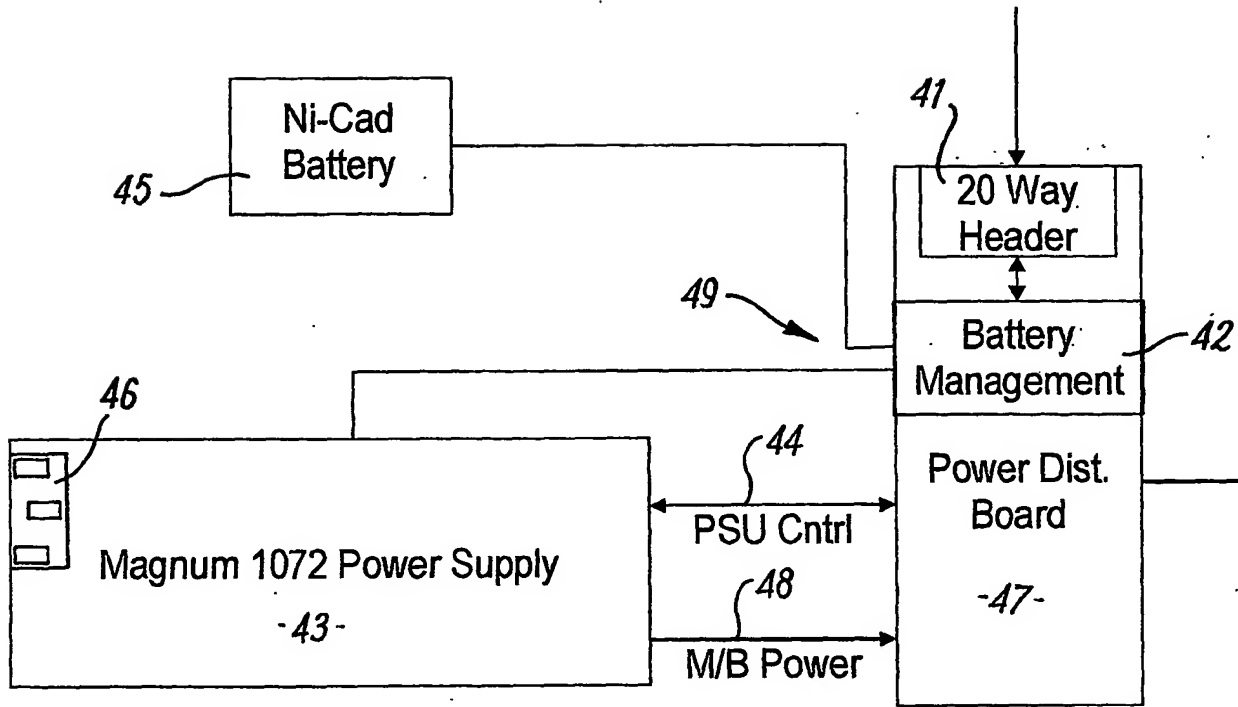 41
Ni-Cad
Battery
45
20 Way
Header
49
Battery
Management
42
46
44
PSU Cntrl
Power Dist.
Board
Magnum 1072 Power Supply
-43-
48
M/B Power
-47-